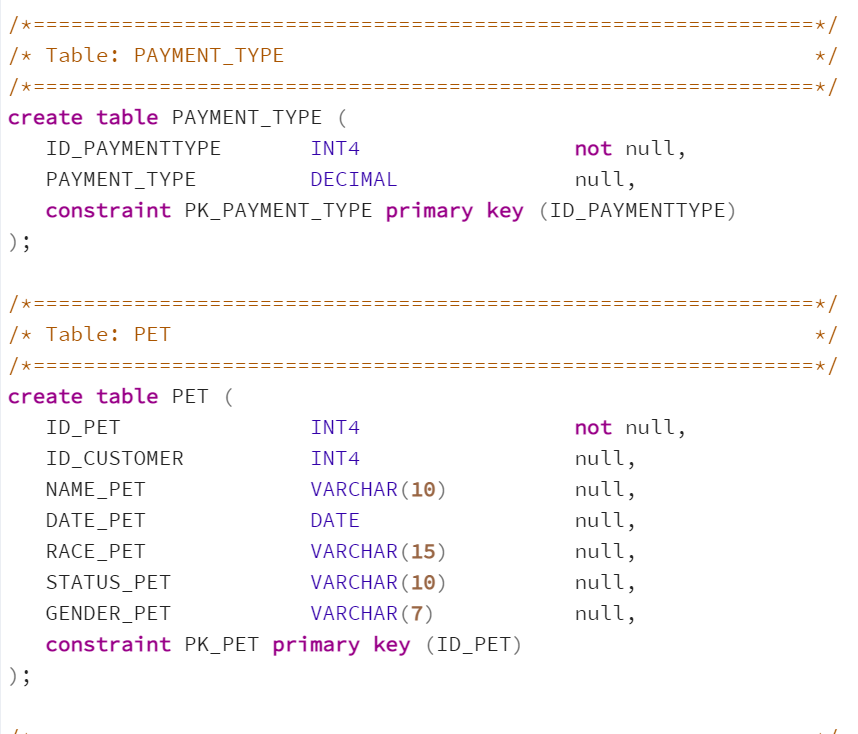 /*==============================================================*/
/* Table: PAYMENT_TYPE                                          */
/*==============================================================*/
create table PAYMENT_TYPE (
   ID_PAYMENTTYPE       INT4                 not null,
   PAYMENT_TYPE         DECIMAL              null,
   constraint PK_PAYMENT_TYPE primary key (ID_PAYMENTTYPE)
);

/*==============================================================*/
/* Table: PET                                                   */
/*==============================================================*/
create table PET (
   ID_PET               INT4                 not null,
   ID_CUSTOMER          INT4                 null,
   NAME_PET             VARCHAR(10)          null,
   DATE_PET             DATE                 null,
   RACE_PET             VARCHAR(15)          null,
   STATUS_PET           VARCHAR(10)          null,
   GENDER_PET           VARCHAR(7)           null,
   constraint PK_PET primary key (ID_PET)
);